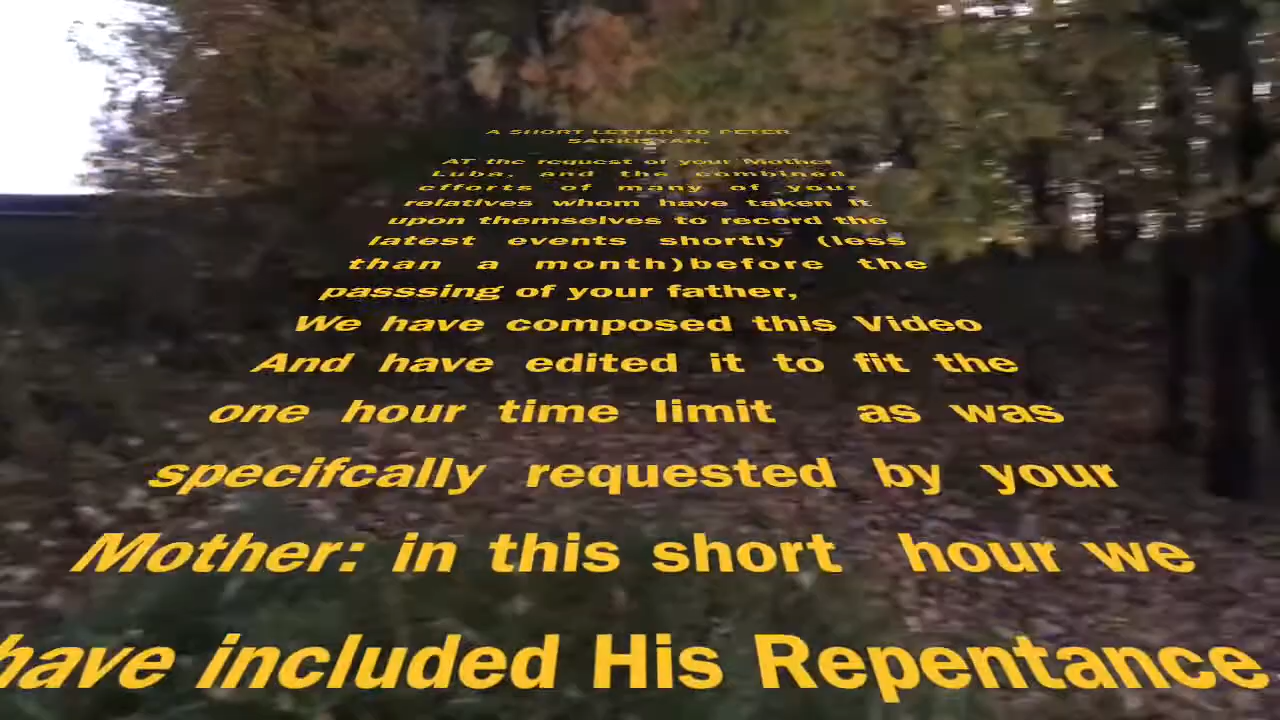 A SHORT LETTER TO PETER
SARKISYAN,
AT the request of your Mother
Luba, and the combined
efforts of many of your
relatives whom have taken it
upon themselves to record the
latest events shortly (less
than a month)before the
passsing of your father,
We have composed this Video
And have edited it to fit the
one hour time limit as was
specifcally requested by your
Mother: in this short hour we
have included His Repentance